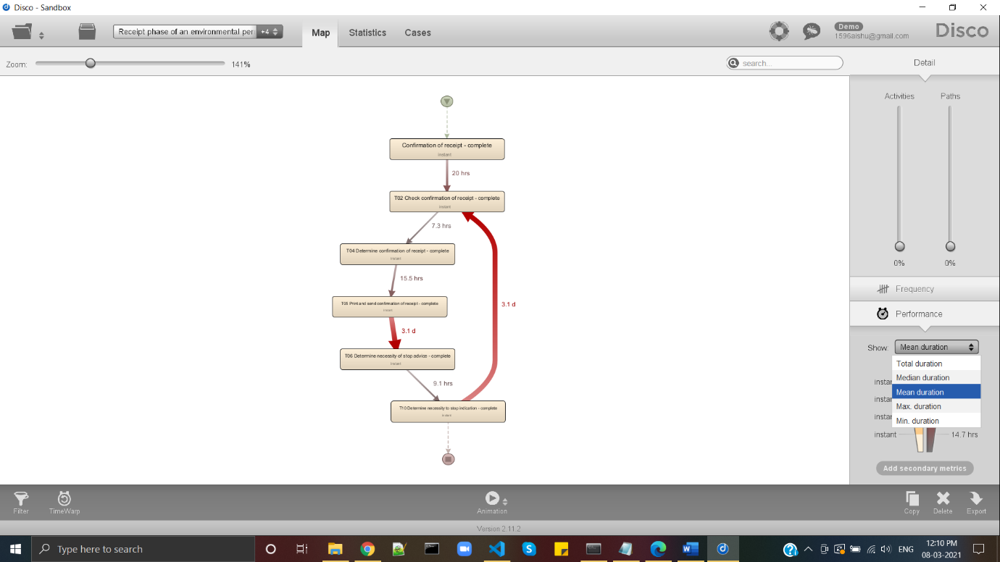 Disco - Sandbox
Receipt phase of an environmental per +4
Map Statistics Cases
Demo
1596aishu@gmail.com
Disco
Zoom: 141%
search...
Detail
Activities Paths
0% 0%
Frequency
Performance
Show: Mean duration
Total duration
Median duration
Mean duration
Max. duration
Min. duration
instan
instan
instan
instant 14.7 hrs
Add secondary metrics
Confirmation of receipt - complete
instant
20 hrs
T02 Check confirmation of receipt - complete
instant
7.3 hrs
T04 Determine confirmation of receipt - complete
instant
15.5 hrs
T05 Print and send confirmation of receipt - complete
instant
3.1 d
3.1 d
T06 Determine necessity of stop advice - complete
instant
9.1 hrs
T10 Determine necessity to stop indication - complete
instant
Filter TimeWarp Animation Copy Delete Export
Version 2.11.2
Type here to search
ENG
12:10 PM
08-03-2021